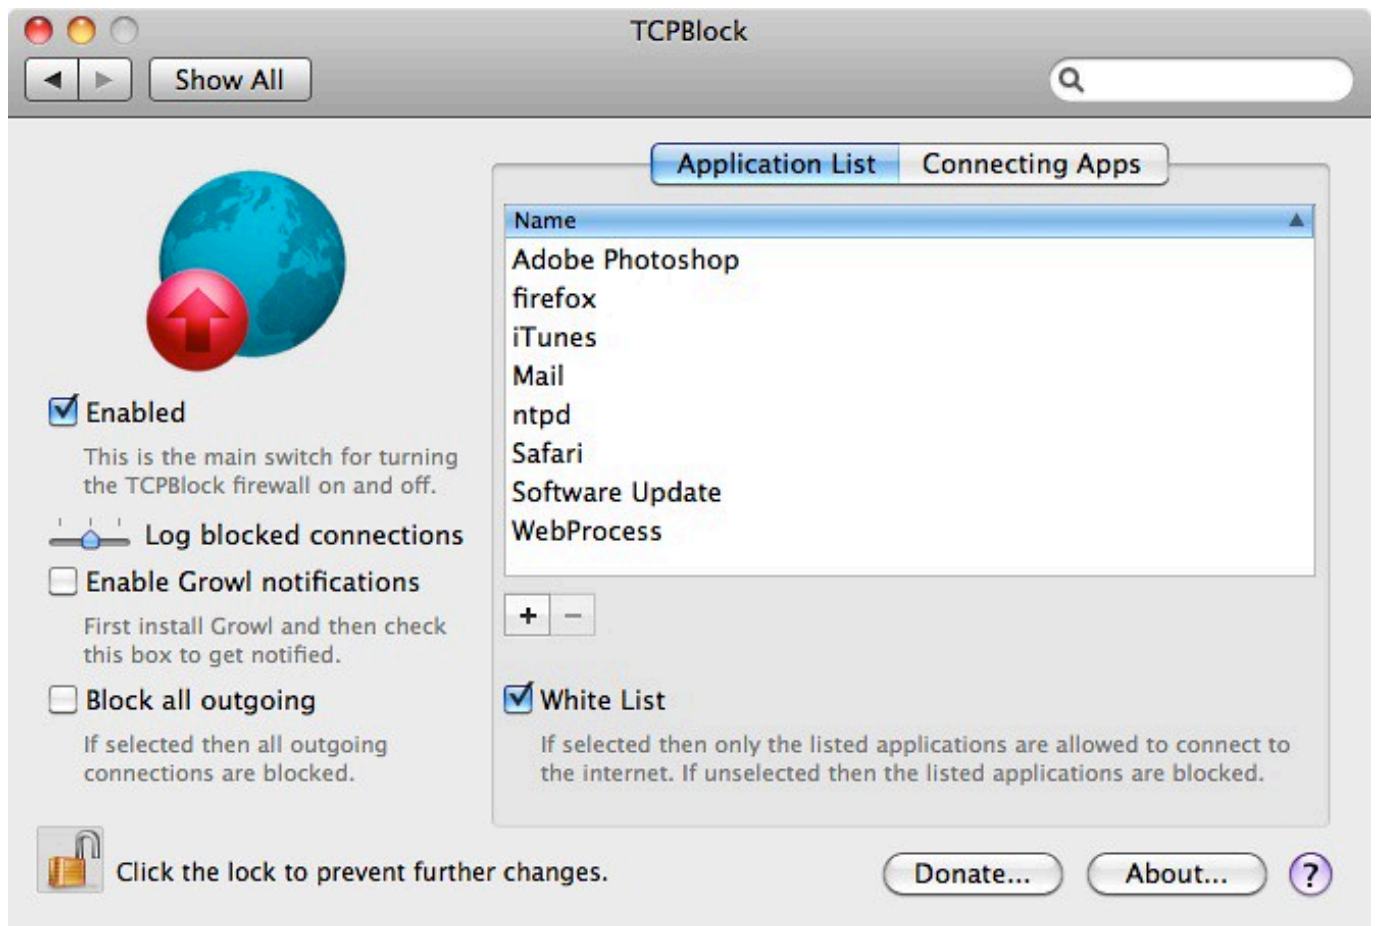 TCPBlock
Show All
Application List
Connecting Apps
Name
Adobe Photoshop
firefox
iTunes
Mail
ntpd
Safari
Software Update
WebProcess
+ −
Enabled
This is the main switch for turning
the TCPBlock firewall on and off.
Log blocked connections
Enable Growl notifications
First install Growl and then check
this box to get notified.
Block all outgoing
If selected then all outgoing
connections are blocked.
White List
If selected then only the listed applications are allowed to connect to
the internet. If unselected then the listed applications are blocked.
Click the lock to prevent further changes.
Donate...
About...
?